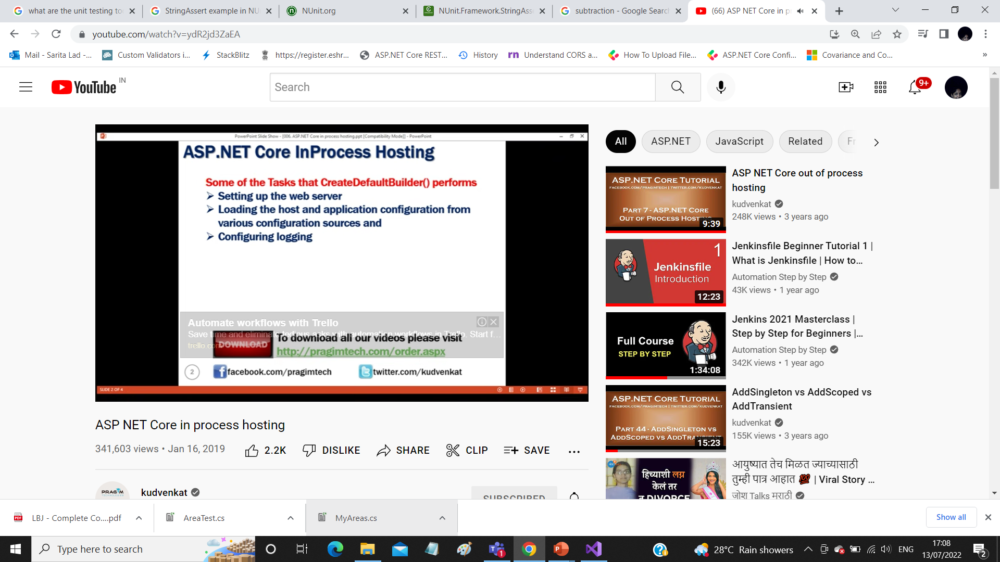 what are the unit testing to
StringAssert example in NU
NUnit.org
NUnit.Framework.StringAsse
subtraction - Google Search
(66) ASP NET Core in p
youtube.com/watch?v=ydR2jd3ZaEA
Mail - Sarita Lad -...
Custom Validators i...
StackBlitz
https://register.eshr...
ASP.NET Core REST...
History
rn Understand CORS a...
How To Upload File...
ASP.NET Core Confi...
Covariance and Co...
YouTube IN
Search
9+
PowerPoint Slide Show - [006. ASP.NET Core in process hosting.ppt [Compatibility Mode]] - PowerPoint
ASP.NET Core InProcess Hosting
Some of the Tasks that CreateDefaultBuilder() performs
Setting up the web server
Loading the host and application configuration from
various configuration sources and
Configuring logging
Automate workflows with Trello
Save time and eliminate tedious tasks with automation workflows in Trello. Start f...
trello.com
DOWNLOAD
To download all our videos please visit
http://pragimtech.com/order.aspx
2
facebook.com/pragimtech
twitter.com/kudvenkat
SLIDE 2 OF 4
ASP NET Core in process hosting
341,603 views • Jan 16, 2019
2.2K
DISLIKE
SHARE
CLIP
SAVE
PRAGIM
kudvenkat
SUBSCRIBED
All
ASP.NET
JavaScript
Related
Fr
ASP.NET Core Tutorial
facebook.com/pragimtech | twitter.com/kudvenkat
Part 7 - ASP.NET Core
Out of Process Hosting
9:39
ASP NET Core out of process
hosting
kudvenkat
248K views • 3 years ago
1
Jenkinsfile
Introduction
12:23
Jenkinsfile Beginner Tutorial 1 |
What is Jenkinsfile | How to...
Automation Step by Step
43K views • 1 year ago
Full Course
STEP BY STEP
1:34:08
Jenkins 2021 Masterclass |
Step by Step for Beginners |...
Automation Step by Step
342K views • 1 year ago
ASP.NET Core Tutorial
facebook.com/pragimtech | twitter.com/kudvenkat
Part 44 - AddSingleton vs
AddScoped vs AddTransient
15:23
AddSingleton vs AddScoped vs
AddTransient
kudvenkat
155K views • 3 years ago
हिच्याशी लग्न
केलं तर
DIVORCE
आयुष्यात तेच मिळत ज्याच्यासाठी
तुम्ही पात्र आहात 💯 | Viral Story ...
जोश Talks मराठी
LBJ - Complete Co....pdf
AreaTest.cs
MyAreas.cs
Show all
Type here to search
1
28°C Rain showers
ENG
17:08
13/07/2022
2